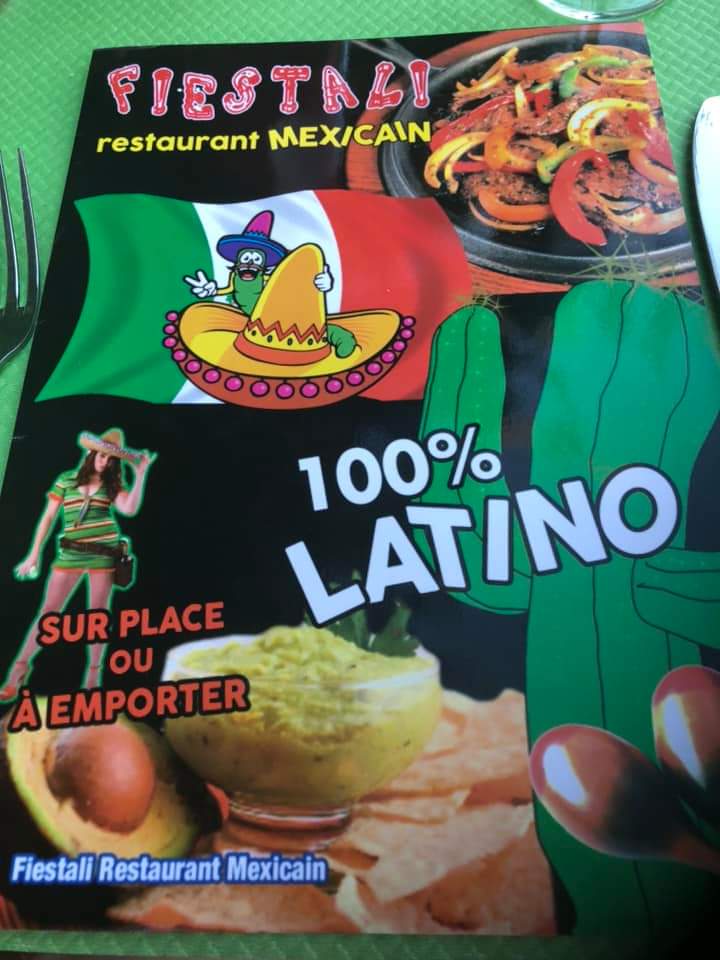 FIESTALI
restaurant MEXICAIN
100%
LATINO
SUR PLACE
OU
À EMPORTER
Fiestali Restaurant Mexicain